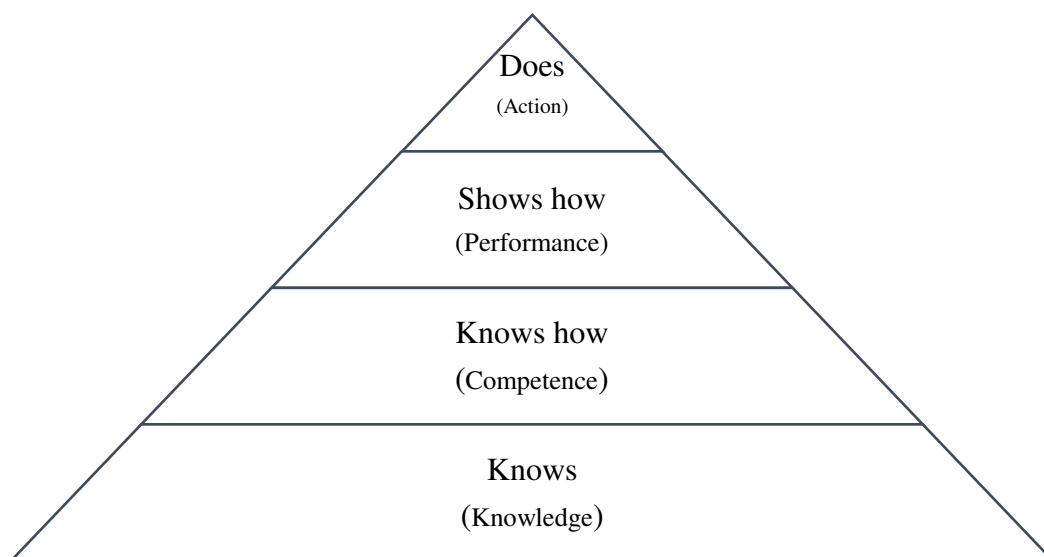 Does
(Action)
Shows how
(Performance)
Knows how
(Competence)
Knows
(Knowledge)